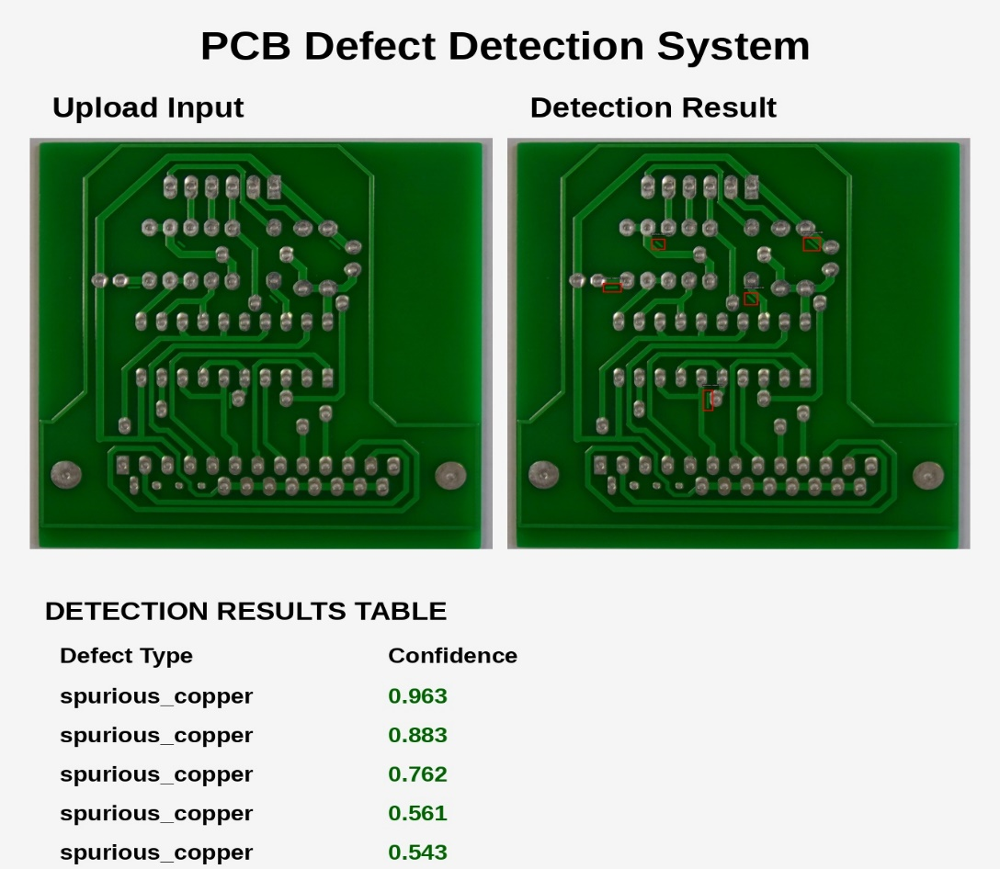 PCB Defect Detection System
Upload Input
Detection Result
DETECTION RESULTS TABLE
Defect Type Confidence
spurious_copper 0.963
spurious_copper 0.883
spurious_copper 0.762
spurious_copper 0.561
spurious_copper 0.543